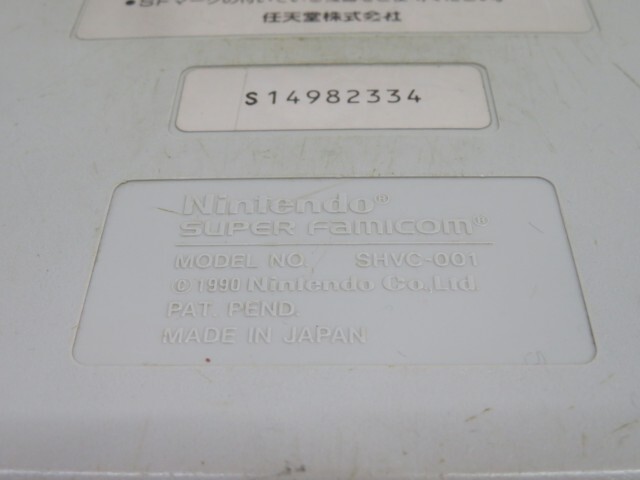 任天堂株式会社
S14982334
Nintendo®
SUPER FAMICOM®
MODEL NO. SHVC-001
© 1990 Nintendo Co.,Ltd.
PAT. PEND.
MADE IN JAPAN